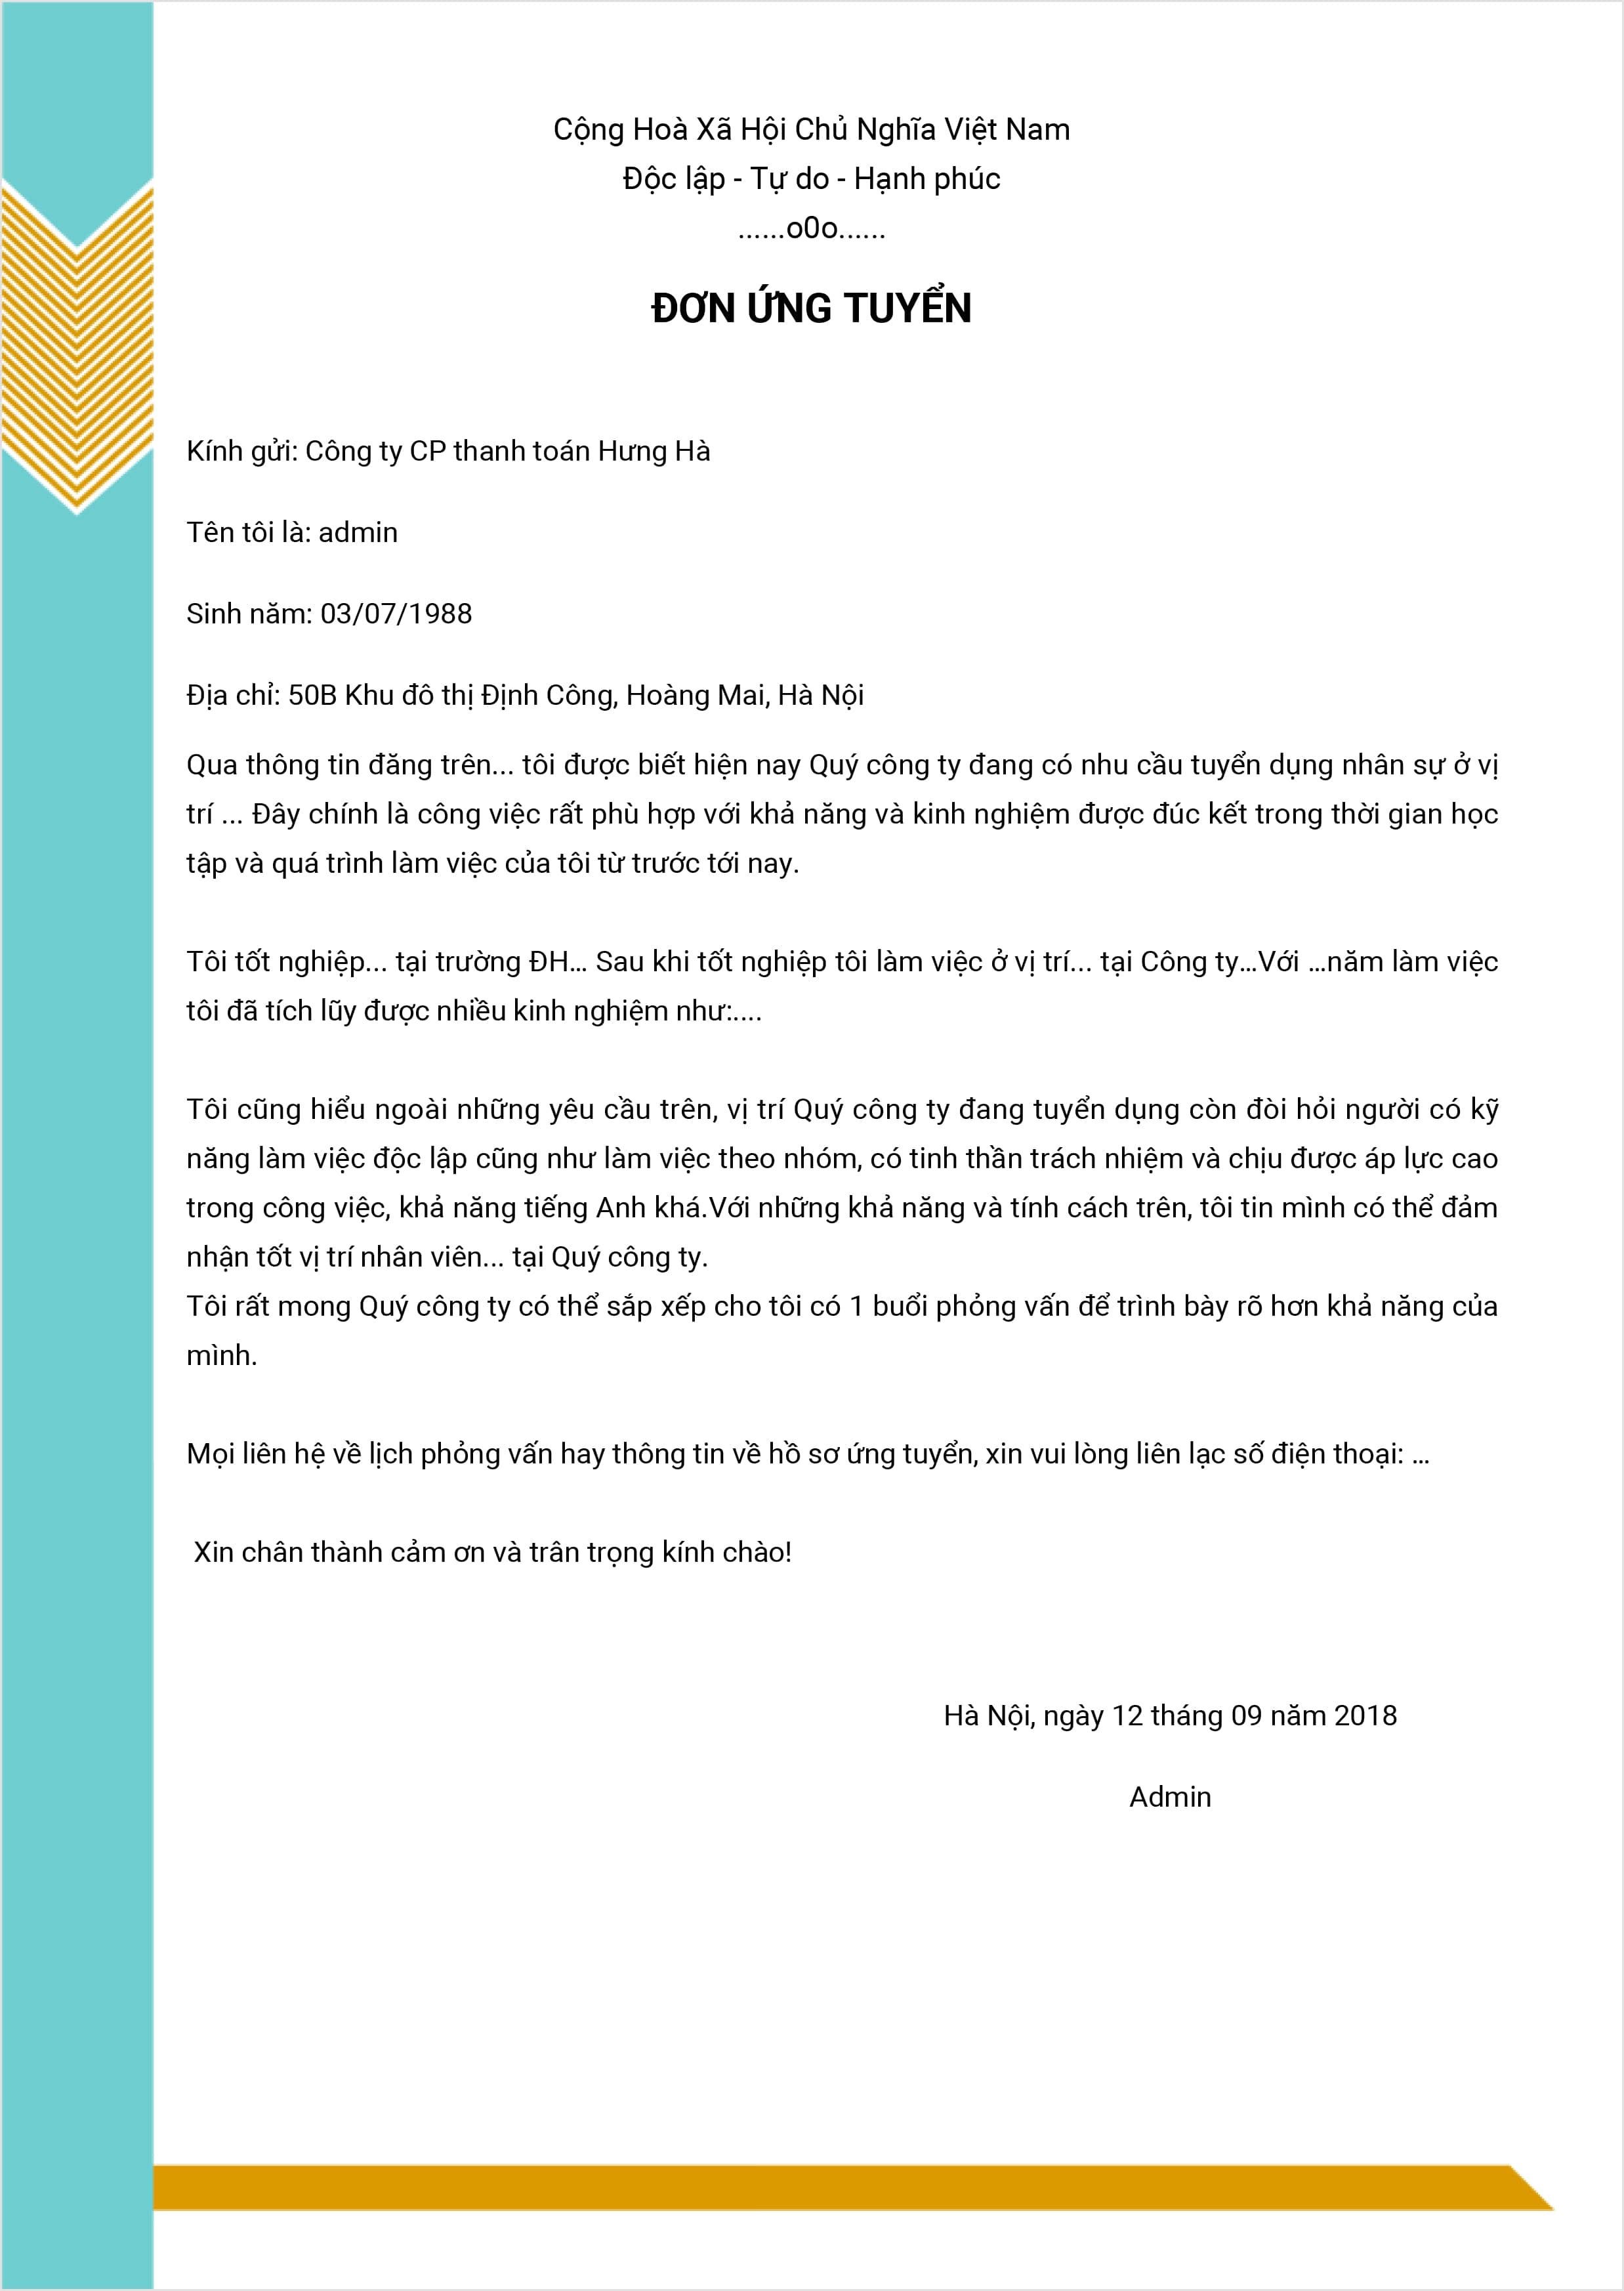 Cộng Hoà Xã Hội Chủ Nghĩa Việt Nam
Độc lập - Tự do - Hạnh phúc
......o0o......
ĐƠN ỨNG TUYỂN
Kính gửi: Công ty CP thanh toán Hưng Hà
Tên tôi là: admin
Sinh năm: 03/07/1988
Địa chỉ: 50B Khu đô thị Định Công, Hoàng Mai, Hà Nội
Qua thông tin đăng trên... tôi được biết hiện nay Quý công ty đang có nhu cầu tuyển dụng nhân sự ở vị
trí ... Đây chính là công việc rất phù hợp với khả năng và kinh nghiệm được đúc kết trong thời gian học
tập và quá trình làm việc của tôi từ trước tới nay.
Tôi tốt nghiệp... tại trường ĐH... Sau khi tốt nghiệp tôi làm việc ở vị trí... tại Công ty...Với ...năm làm việc
tôi đã tích lũy được nhiều kinh nghiệm như:....
Tôi cũng hiểu ngoài những yêu cầu trên, vị trí Quý công ty đang tuyển dụng còn đòi hỏi người có kỹ
năng làm việc độc lập cũng như làm việc theo nhóm, có tinh thần trách nhiệm và chịu được áp lực cao
trong công việc, khả năng tiếng Anh khá.Với những khả năng và tính cách trên, tôi tin mình có thể đảm
nhận tốt vị trí nhân viên... tại Quý công ty.
Tôi rất mong Quý công ty có thể sắp xếp cho tôi có 1 buổi phỏng vấn để trình bày rõ hơn khả năng của
mình.
Mọi liên hệ về lịch phỏng vấn hay thông tin về hồ sơ ứng tuyển, xin vui lòng liên lạc số điện thoại: ...
Xin chân thành cảm ơn và trân trọng kính chào!
Hà Nội, ngày 12 tháng 09 năm 2018
Admin